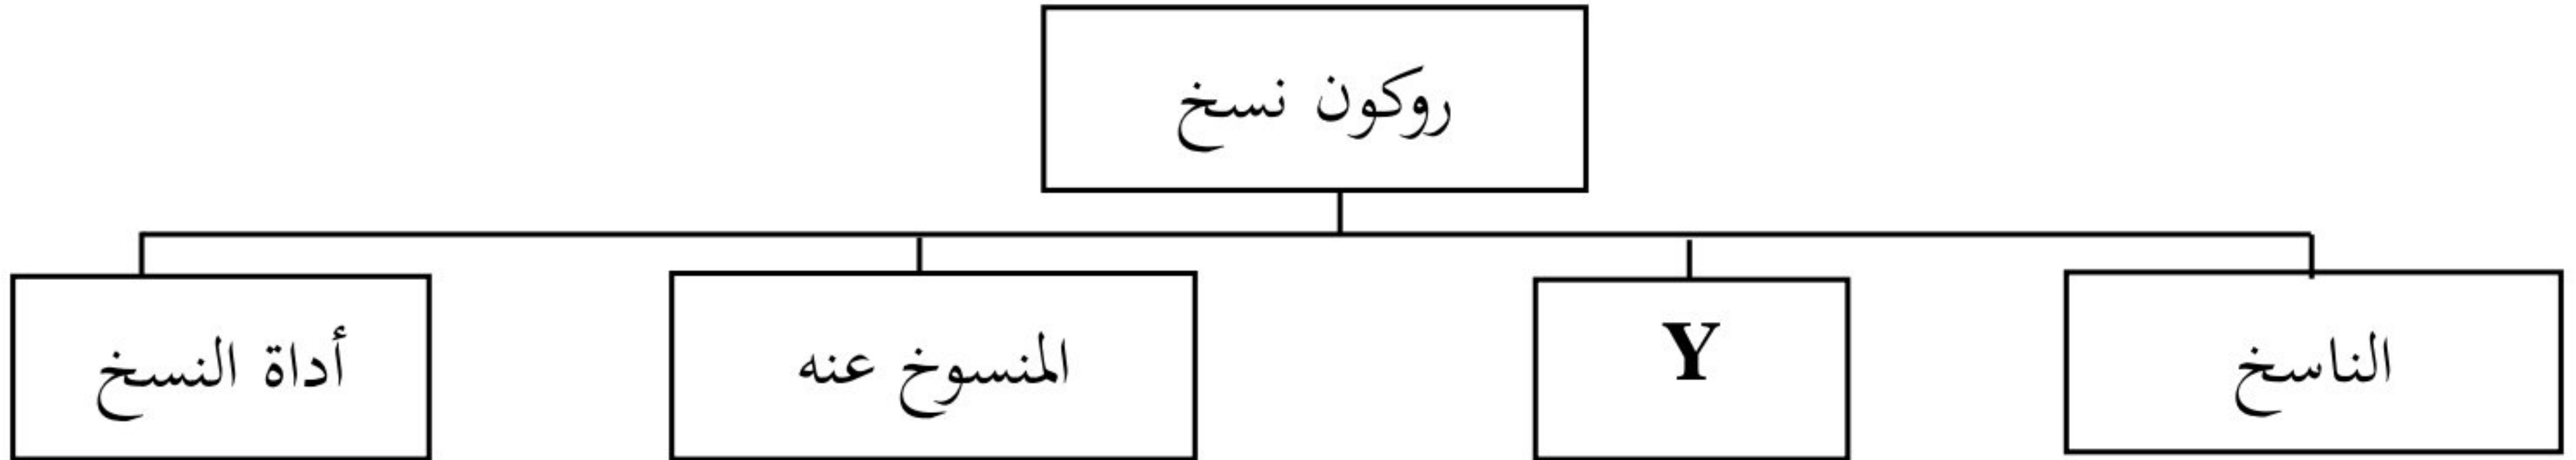 روكون نسخ
الناسخ
Y
المنسوخ عنه
أداة النسخ